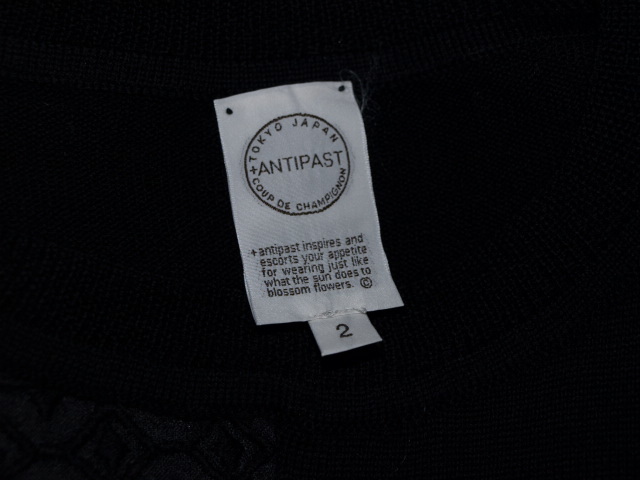 TOKYO JAPAN
+ANTIPAST
COUP DE CHAMPIGNON
+antipast inspires and
escorts your appetite
for wearing just like
what the sun does to
blossom flowers. ©
2